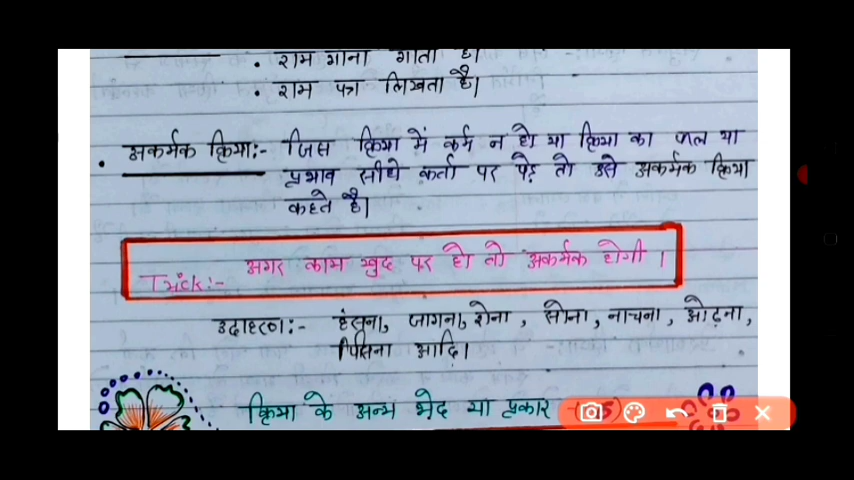 • राम गाना गाता है।
• राम पत्र लिखता है।
• अकर्मक क्रिया:- जिस क्रिया में कर्म न हो या क्रिया का फल या
प्रभाव सीधे कर्ता पर पड़े तो उसे अकर्मक क्रिया
कहते है।
Trick:- अगर काम खुद पर हो तो अकर्मक होगी ।
उदाहरण:- हंसना, जागना, रोना, सोना, नाचना, ओढ़ना,
पिसना आदि।
क्रिया के अन्य भेद या प्रकार